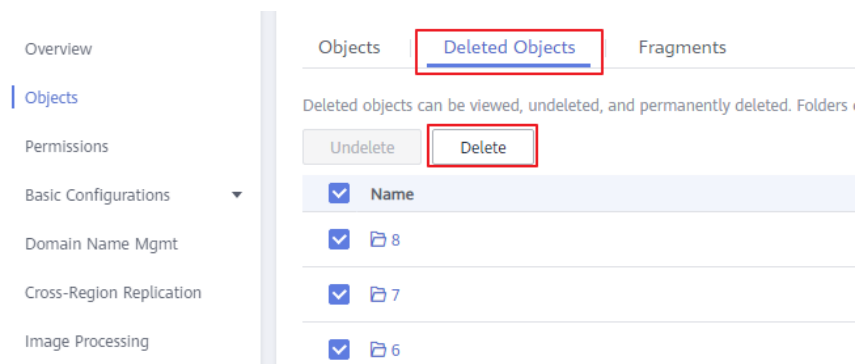 Overview
Objects
Permissions
Basic Configurations
Domain Name Mgmt
Cross-Region Replication
Image Processing
Objects Deleted Objects Fragments
Deleted objects can be viewed, undeleted, and permanently deleted. Folders
Undelete Delete
Name
8
7
6